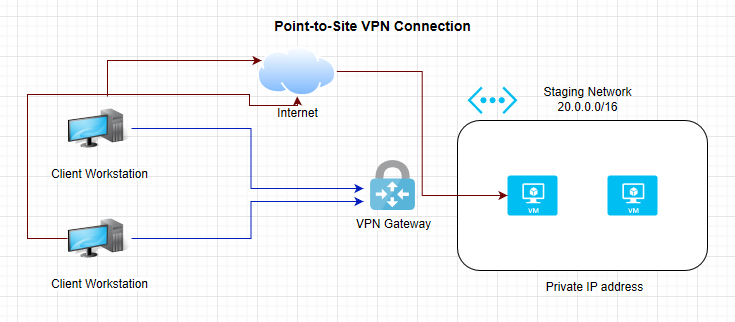 Point-to-Site VPN Connection
Internet
Staging Network
20.0.0.0/16
Client Workstation
VM
VM
VPN Gateway
Client Workstation
Private IP address